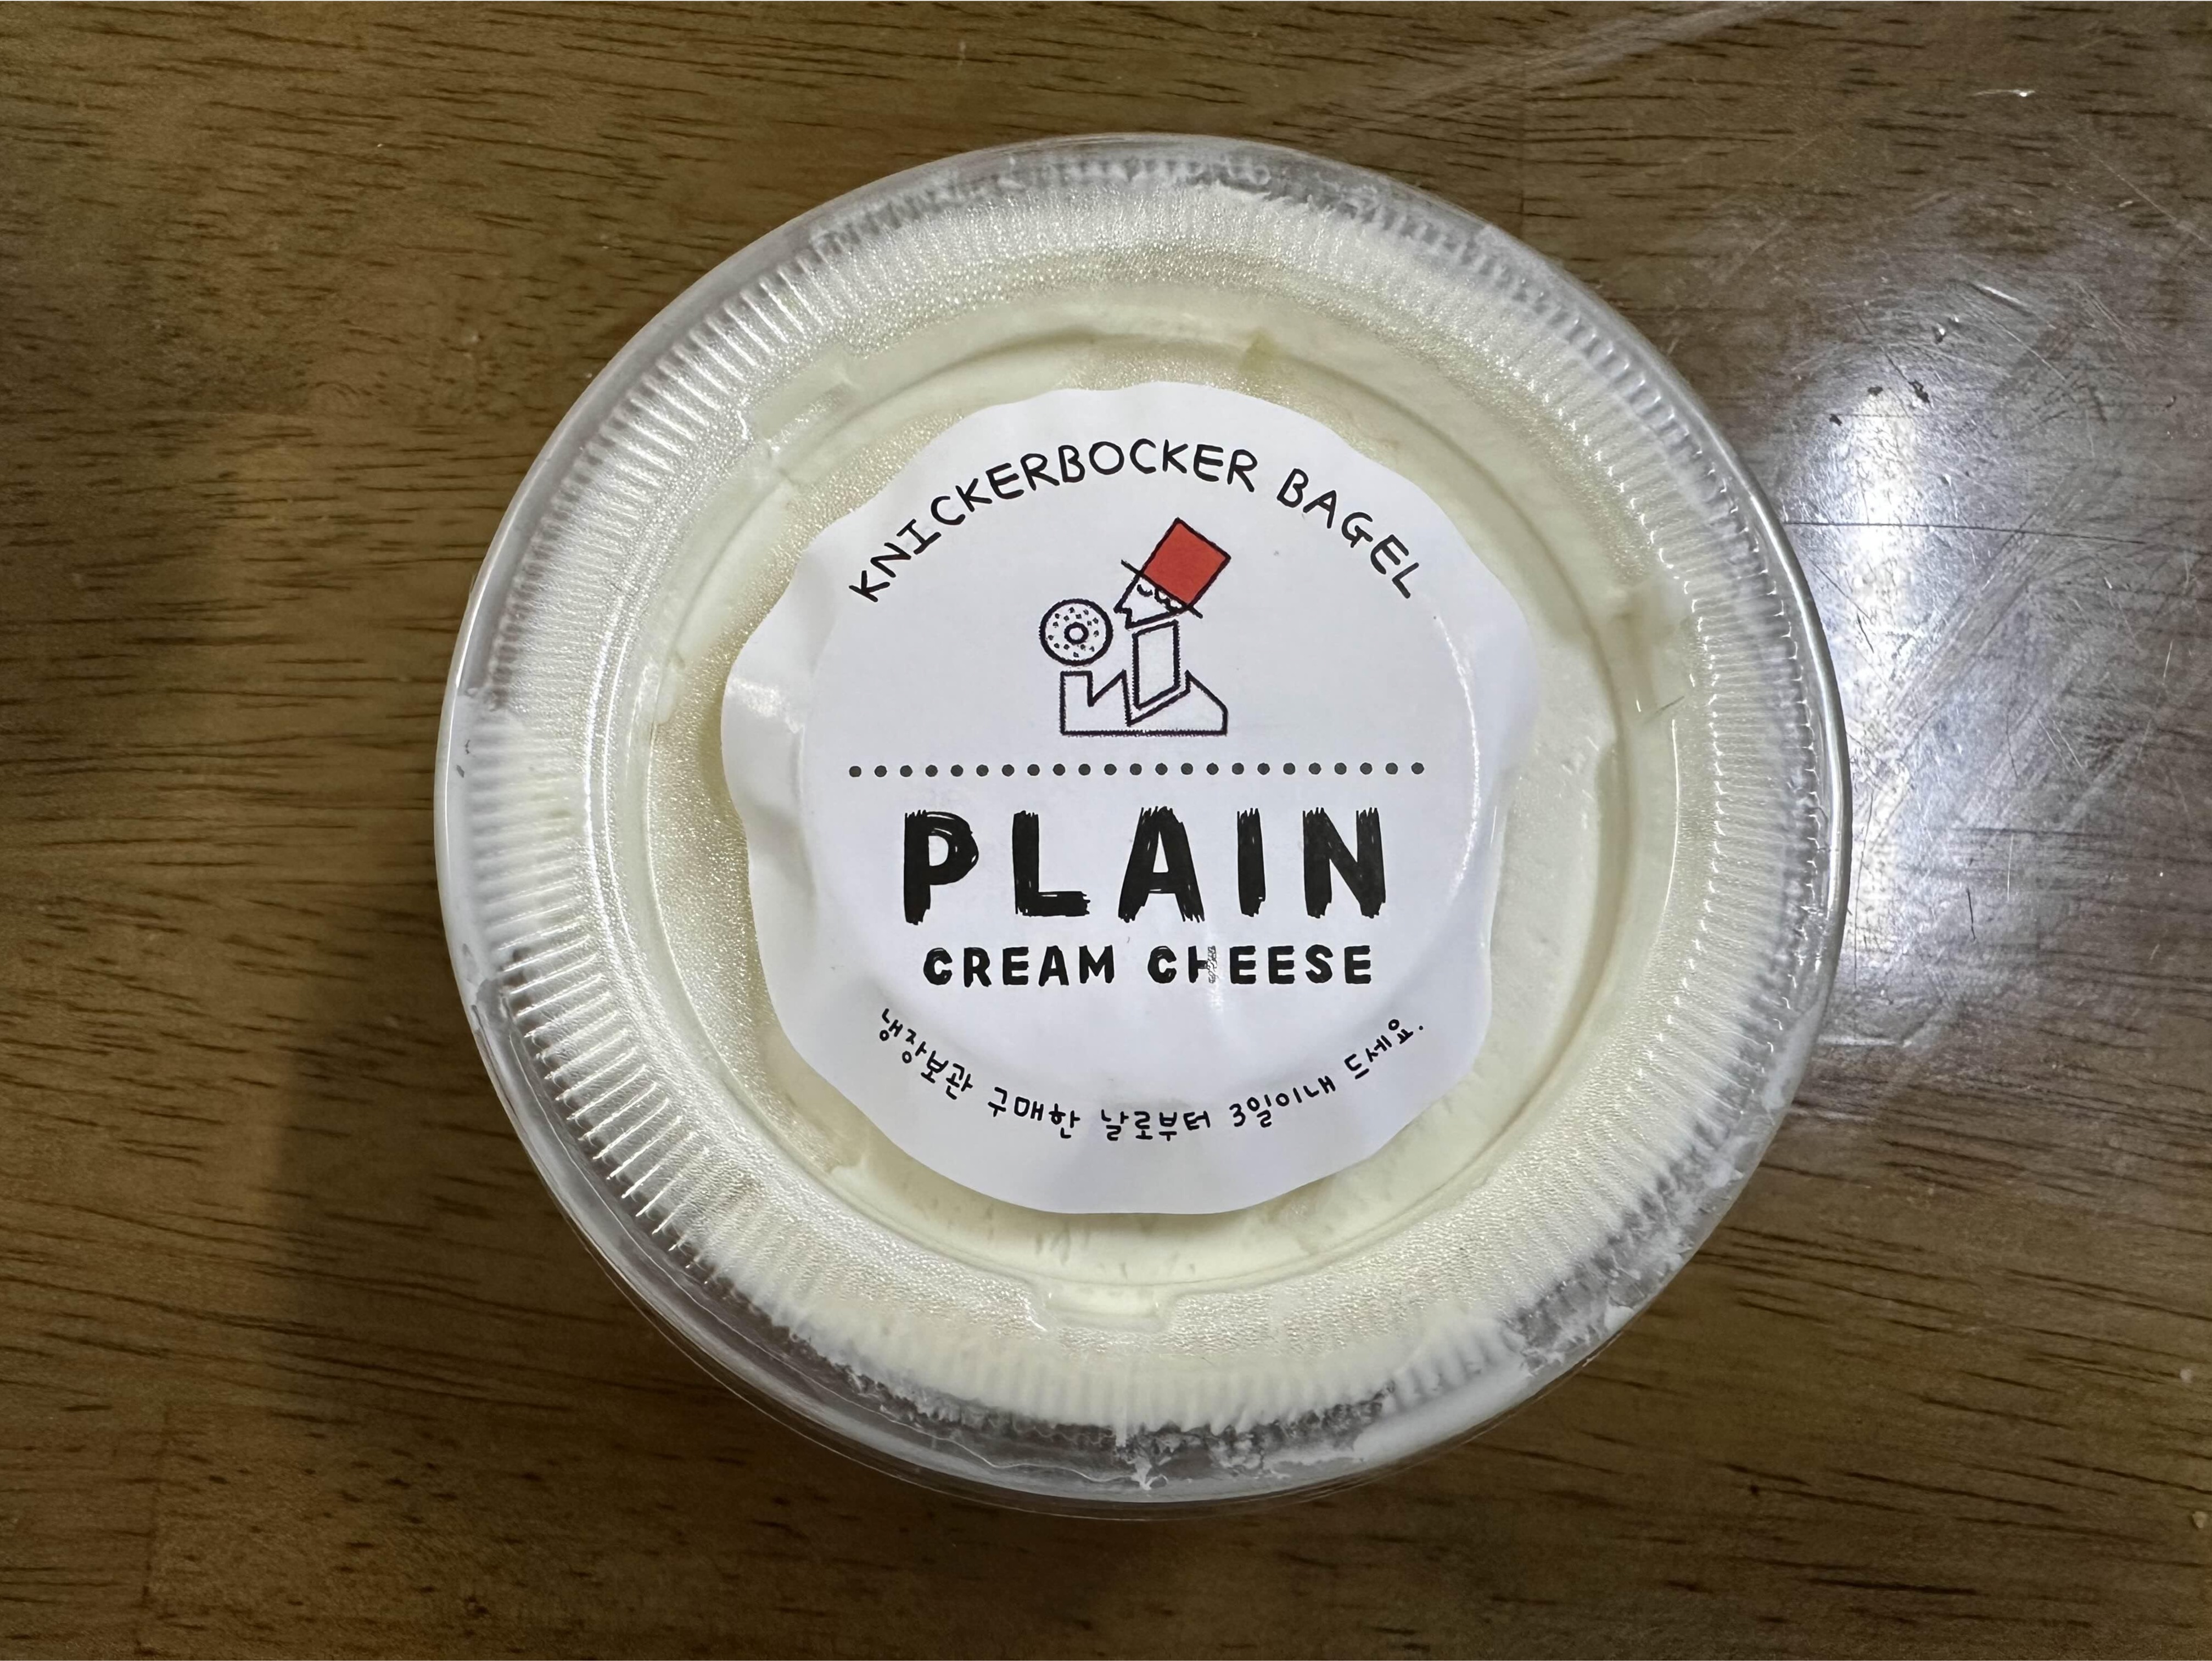 KNICKERBOCKER BAGEL
PLAIN
CREAM CHEESE
냉장보관 구매한 날로부터 3일이내 드세요.